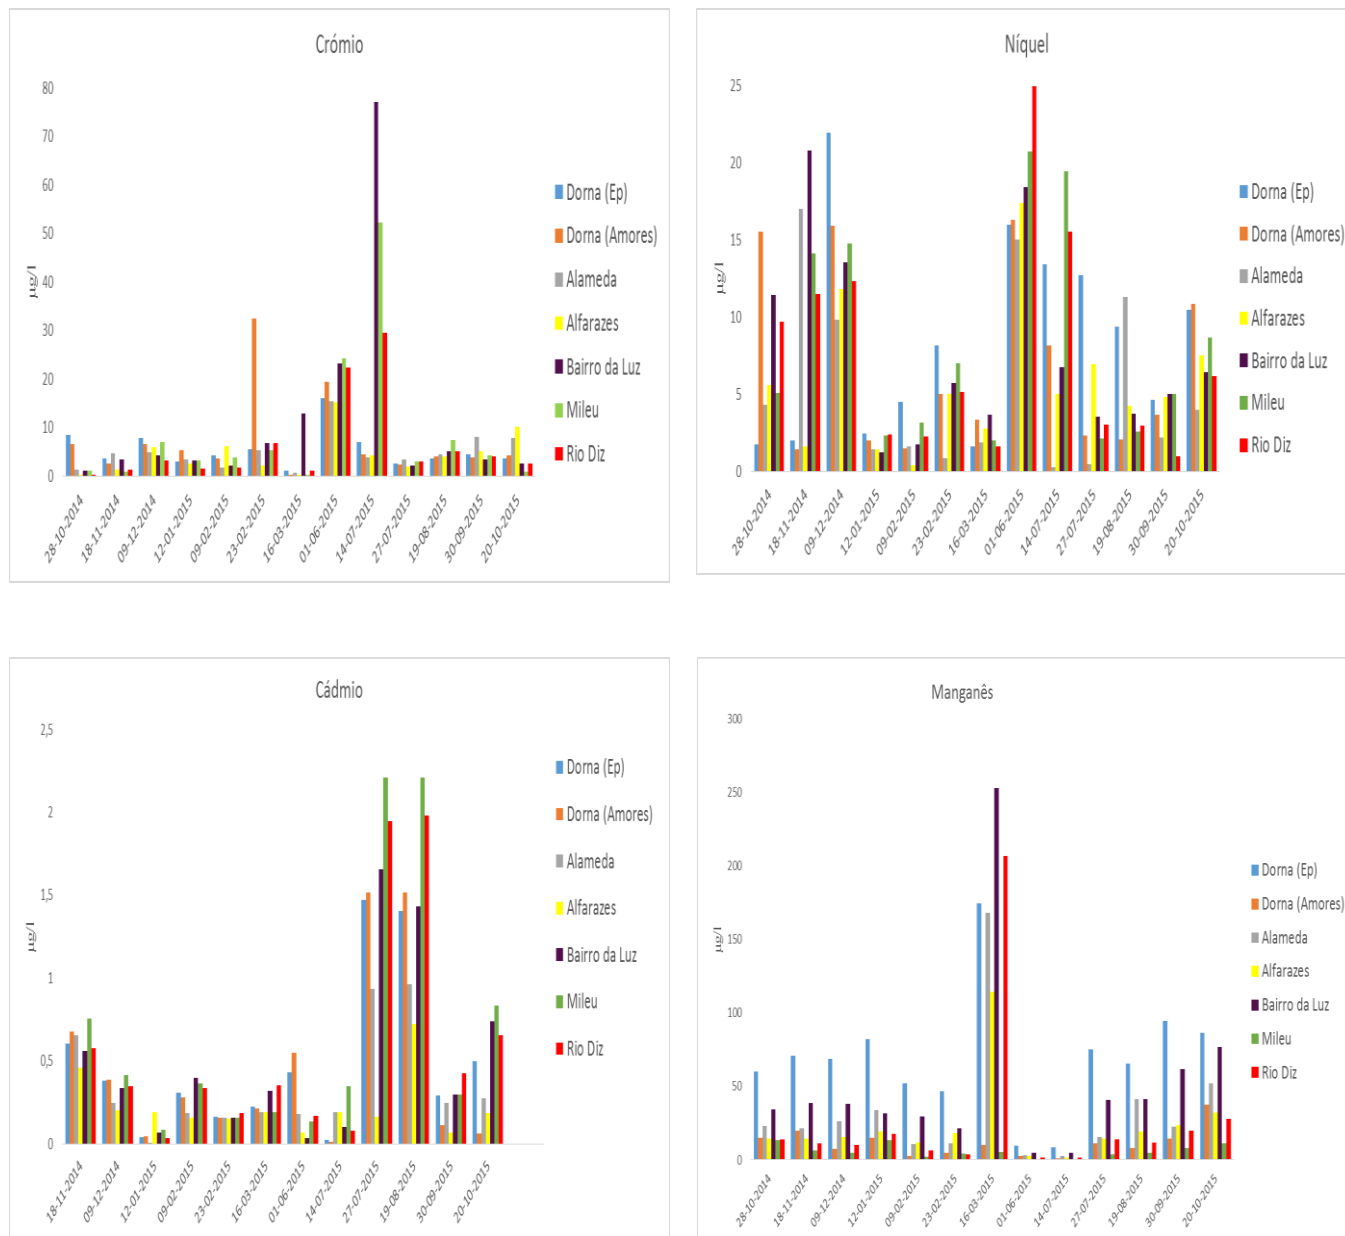 Crómio
80
70
60
50
40
30
20
10
0
µg/l
28-10-2014
18-11-2014
09-12-2014
12-01-2015
09-02-2015
23-02-2015
16-03-2015
01-06-2015
14-07-2015
27-07-2015
19-08-2015
30-09-2015
20-10-2015
Dorna (Ep)
Dorna (Amores)
Alameda
Alfarazes
Bairro da Luz
Mileu
Rio Diz
Níquel
25
20
15
10
5
0
µg/l
28-10-2014
18-11-2014
09-12-2014
12-01-2015
09-02-2015
23-02-2015
16-03-2015
01-06-2015
14-07-2015
27-07-2015
19-08-2015
30-09-2015
20-10-2015
Dorna (Ep)
Dorna (Amores)
Alameda
Alfarazes
Bairro da Luz
Mileu
Rio Diz
Cádmio
2,5
2
1,5
1
0,5
0
µg/l
18-11-2014
09-12-2014
12-01-2015
09-02-2015
23-02-2015
16-03-2015
01-06-2015
14-07-2015
27-07-2015
19-08-2015
30-09-2015
20-10-2015
Dorna (Ep)
Dorna (Amores)
Alameda
Alfarazes
Bairro da Luz
Mileu
Rio Diz
Manganês
300
250
200
150
100
50
0
µg/l
28-10-2014
18-11-2014
09-12-2014
12-01-2015
09-02-2015
23-02-2015
16-03-2015
01-06-2015
14-07-2015
27-07-2015
19-08-2015
30-09-2015
20-10-2015
Dorna (Ep)
Dorna (Amores)
Alameda
Alfarazes
Bairro da Luz
Mileu
Rio Diz